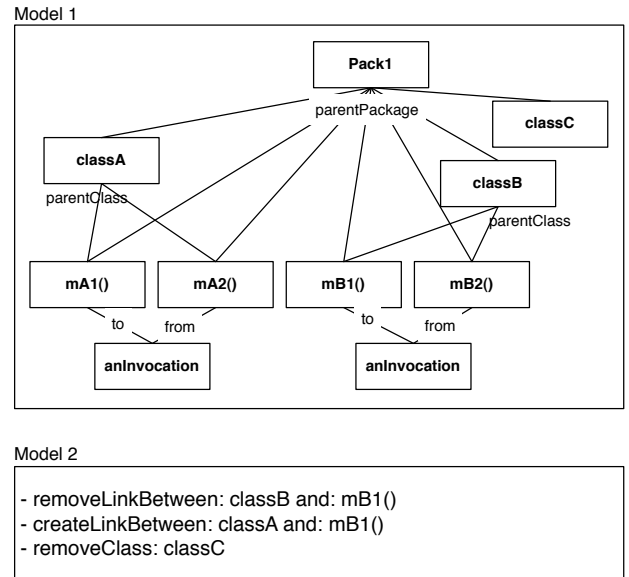 Model 1
Pack1
parentPackage
classC
classA
classB
parentClass
parentClass
mA1()
mA2()
mB1()
mB2()
to
from
to
from
anInvocation
anInvocation
Model 2
- removeLinkBetween: classB and: mB1()
- createLinkBetween: classA and: mB1()
- removeClass: classC